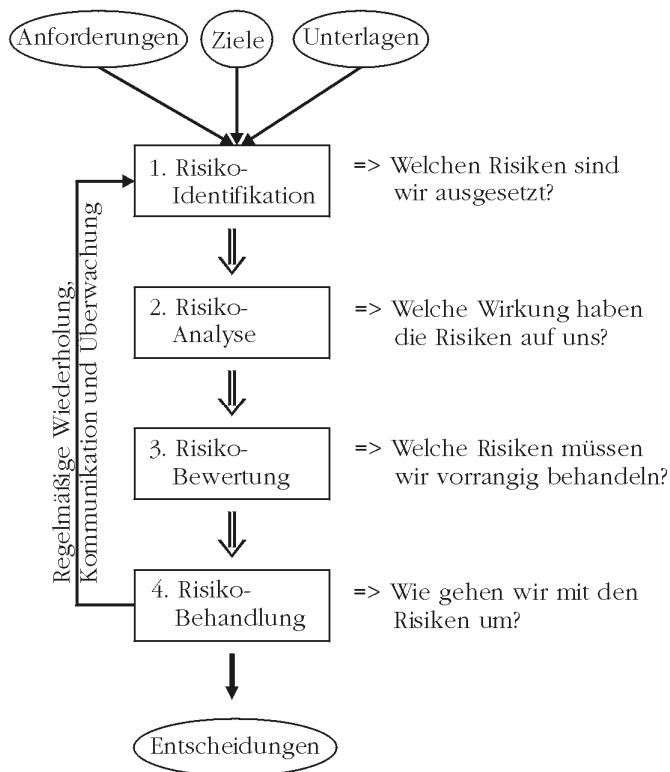 Anforderungen
Ziele
Unterlagen
1. Risiko-
Identifikation
=> Welchen Risiken sind
wir ausgesetzt?
2. Risiko-
Analyse
=> Welche Wirkung haben
die Risiken auf uns?
3. Risiko-
Bewertung
=> Welche Risiken müssen
wir vorrangig behandeln?
4. Risiko-
Behandlung
=> Wie gehen wir mit den
Risiken um?
Regelmäßige Wiederholung,
Kommunikation und Überwachung
Entscheidungen